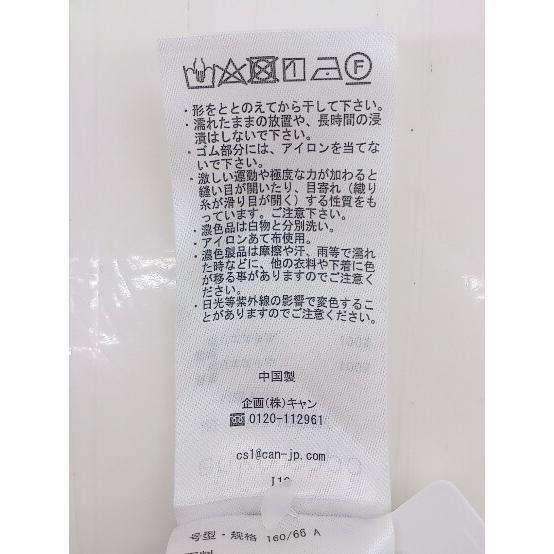 ・形をととのえてから干して下さい。
・濡れたままの放置や、長時間の浸
漬はしないで下さい。
・ゴム部分には、アイロンを当てな
いで下さい。
・激しい運動や極度な力が加わると
縫い目が開いたり、目寄れ（織り
糸が滑り目が開く）する性質をも
っています。ご注意下さい。
・濃色品は白物と分別洗い。
・アイロンあて布使用。
・濃色製品は摩擦や汗、雨等で濡れ
た時などに、他の衣料や下着に色
が移る事がありますのでご注意くだ
さい。
・日光等紫外線の影響で変色するこ
とがありますのでご注意ください。
中国製
企画(株)キャン
0120-112961
cs1@can-jp.com
号型・规格 160/66 A